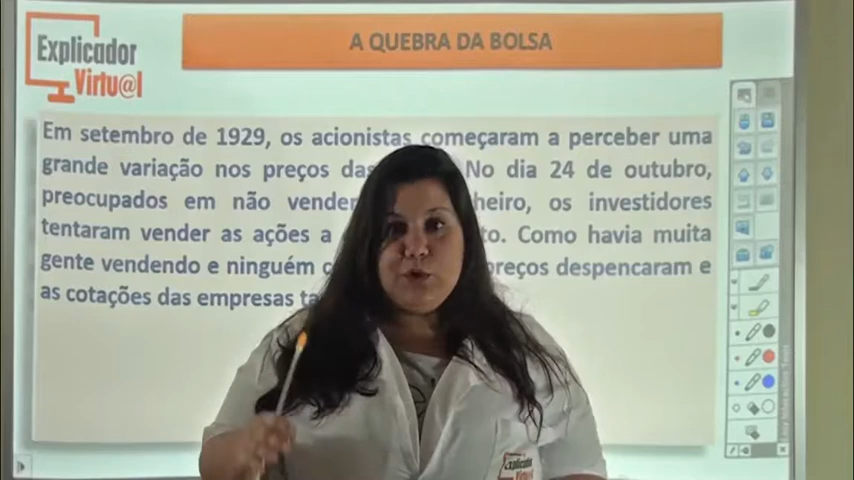 Explicador
Virtu@l
A QUEBRA DA BOLSA
Em setembro de 1929, os acionistas começaram a perceber uma
grande variação nos preços das No dia 24 de outubro,
preocupados em não vender os investidores
tentaram vender as ações a Como havia muita
gente vendendo e ninguém preços despencaram e
as cotações das empresas
Explicador